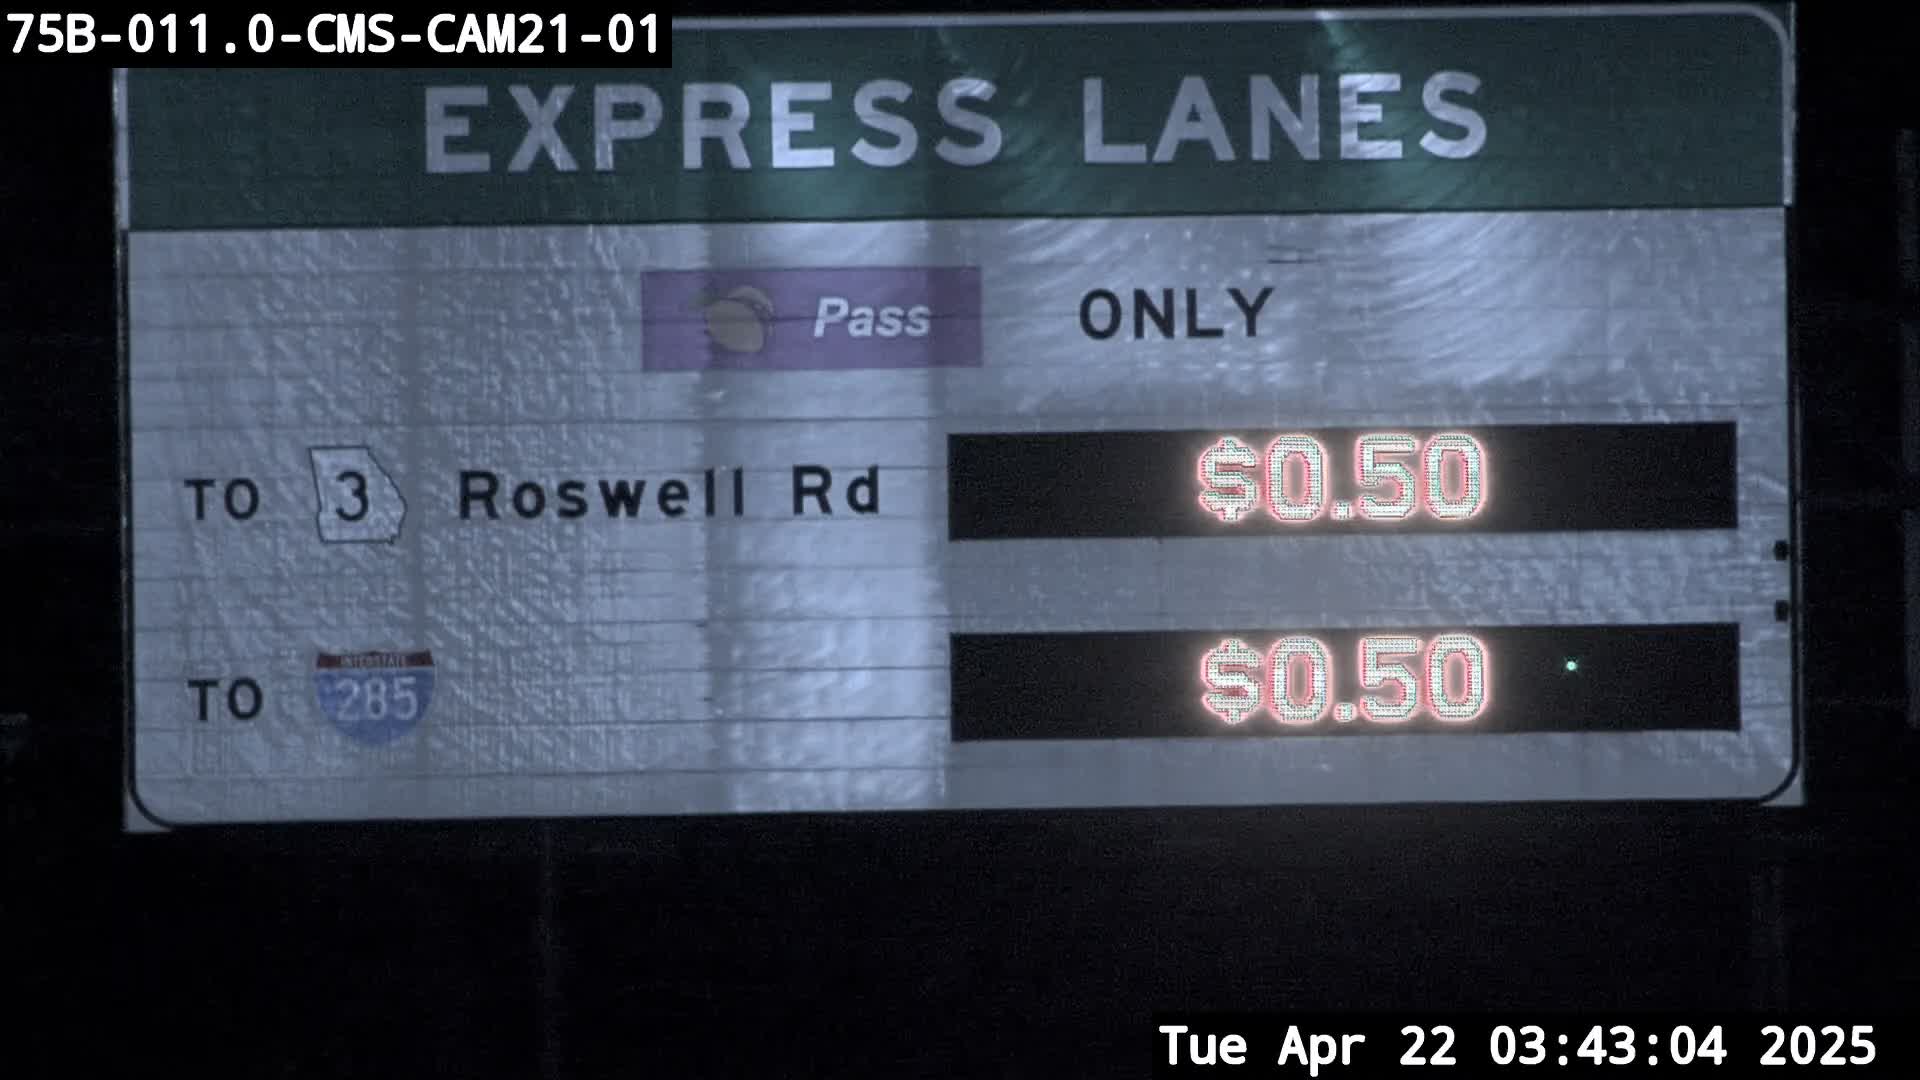 75B-011.0-CMS-CAM21-01
EXPRESS LANES
Pass ONLY
TO 3 Roswell Rd $0.50
TO INTERSTATE 285 $0.50
Tue Apr 22 03:43:04 2025